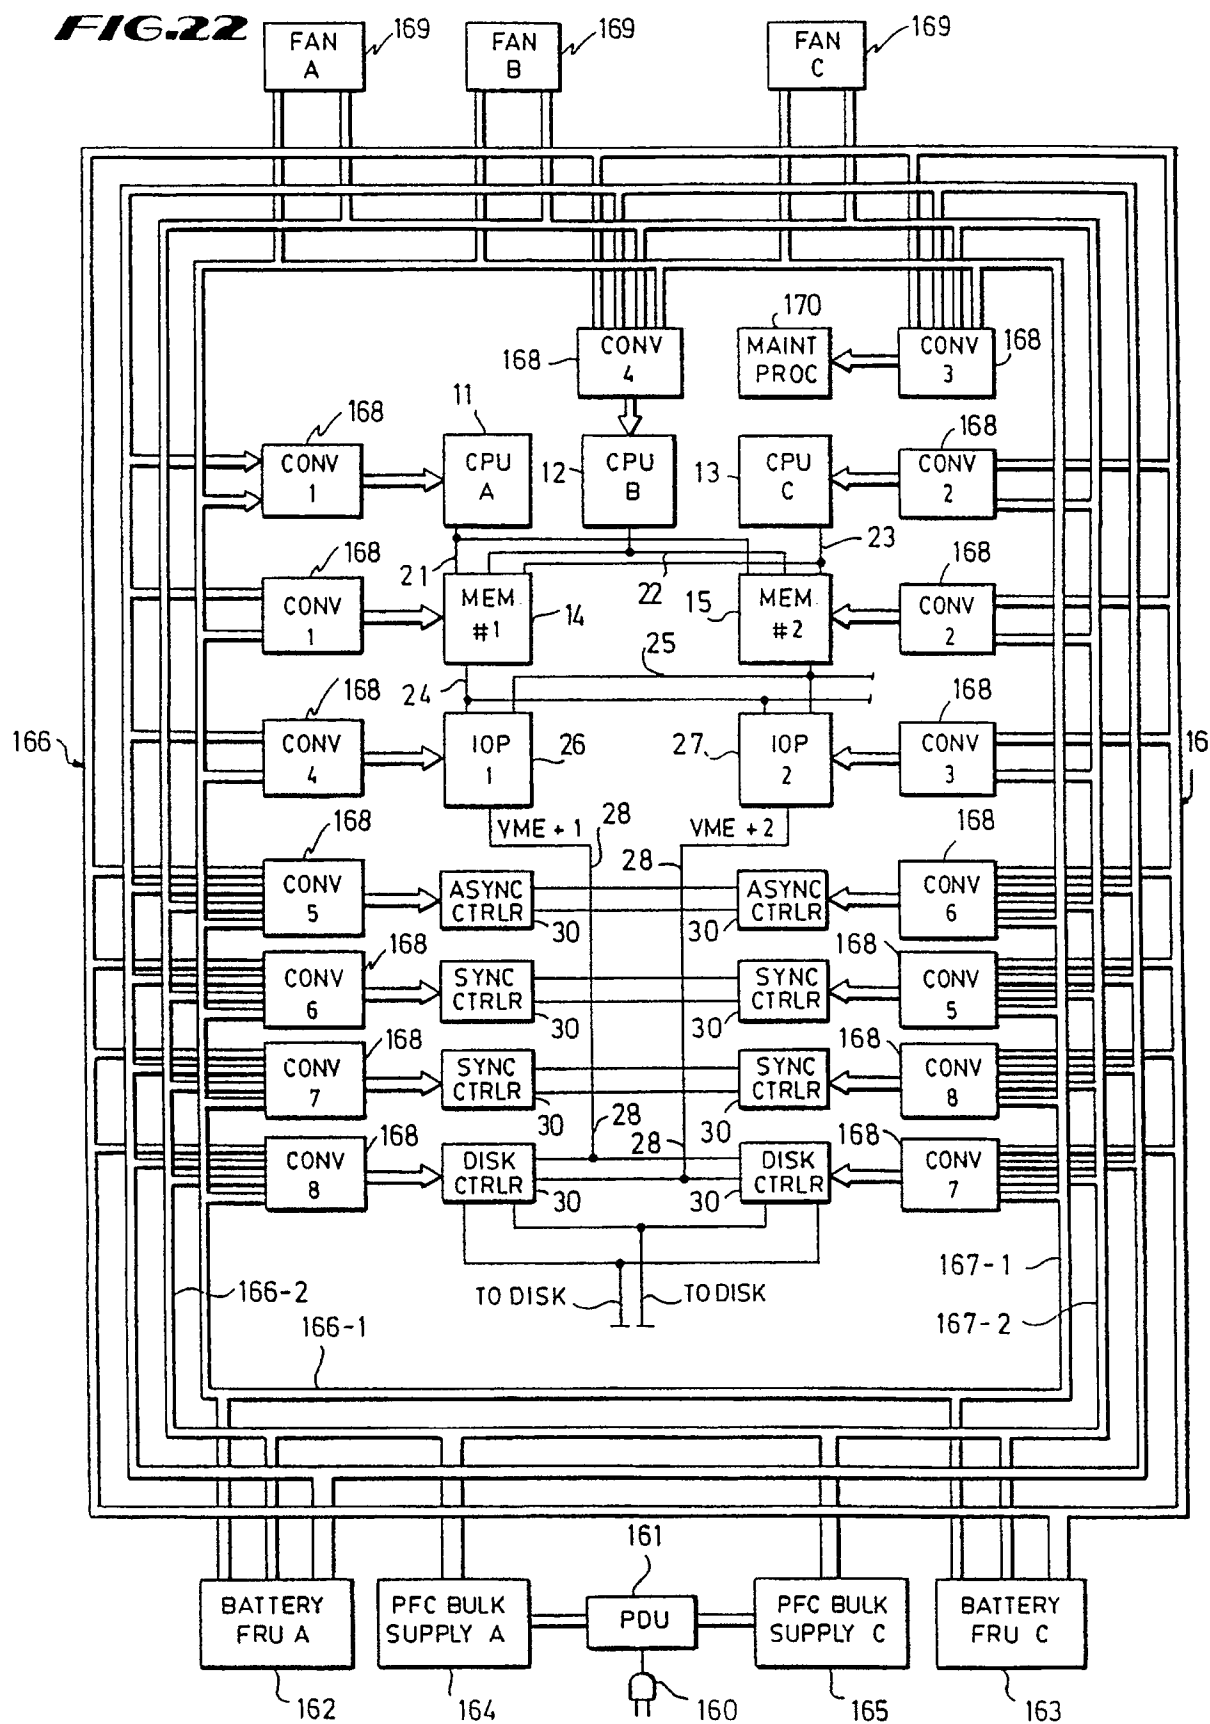 FIG.22
FAN A
169
FAN B
169
FAN C
169
170
168
CONV 4
MAINT PROC
CONV 3
168
11
168
168
CONV 1
CPU A
12
CPU B
13
CPU C
CONV 2
23
168
21
22
168
CONV 1
MEM #1
14
15
MEM #2
CONV 2
25
168
24
168
166
CONV 4
IOP 1
26
27
IOP 2
CONV 3
16
168
VME + 1
28
VME + 2
168
28
CONV 5
ASYNC CTRLR
ASYNC CTRLR
CONV 6
30
30
168
168
CONV 6
SYNC CTRLR
SYNC CTRLR
CONV 5
30
30
168
168
CONV 7
SYNC CTRLR
SYNC CTRLR
CONV 8
30
28
30
168
28
168
CONV 8
DISK CTRLR
DISK CTRLR
CONV 7
30
30
167-1
166-2
TO DISK
TO DISK
166-1
167-2
161
BATTERY FRU A
PFC BULK SUPPLY A
PDU
PFC BULK SUPPLY C
BATTERY FRU C
162
164
160
165
163